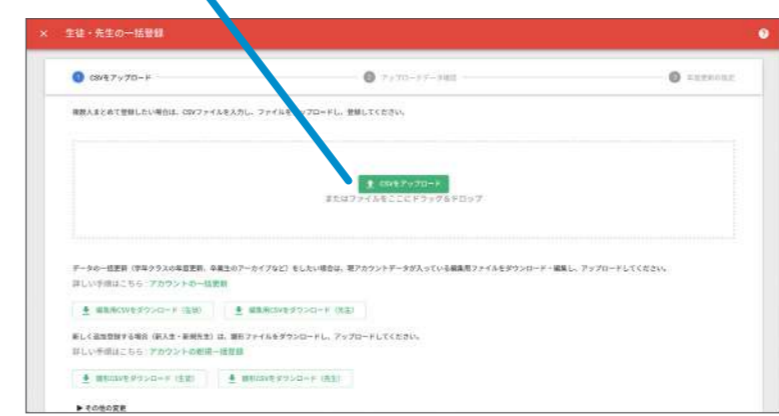 × 生徒・先生の一括登録 ?
1 CSVをアップロード 2 アップロードデータ確認 3 年度更新の指定
複数人まとめて登録したい場合は、CSVファイルを入力し、ファイルをアップロードし、登録してください。
CSVをアップロード
またはファイルをここにドラッグ&ドロップ
データの一括更新（学年クラスの年度更新、卒業生のアーカイブなど）をしたい場合は、現アカウントデータが入っている編集用ファイルをダウンロード・編集し、アップロードしてください。
詳しい手順はこちら：アカウントの一括更新
編集用CSVをダウンロード（生徒） 編集用CSVをダウンロード（先生）
新しく追加登録する場合（新入生・新規先生）は、雛形ファイルをダウンロードし、アップロードしてください。
詳しい手順はこちら：アカウントの新規一括登録
雛形CSVをダウンロード（生徒） 雛形CSVをダウンロード（先生）
▶ その他の変更